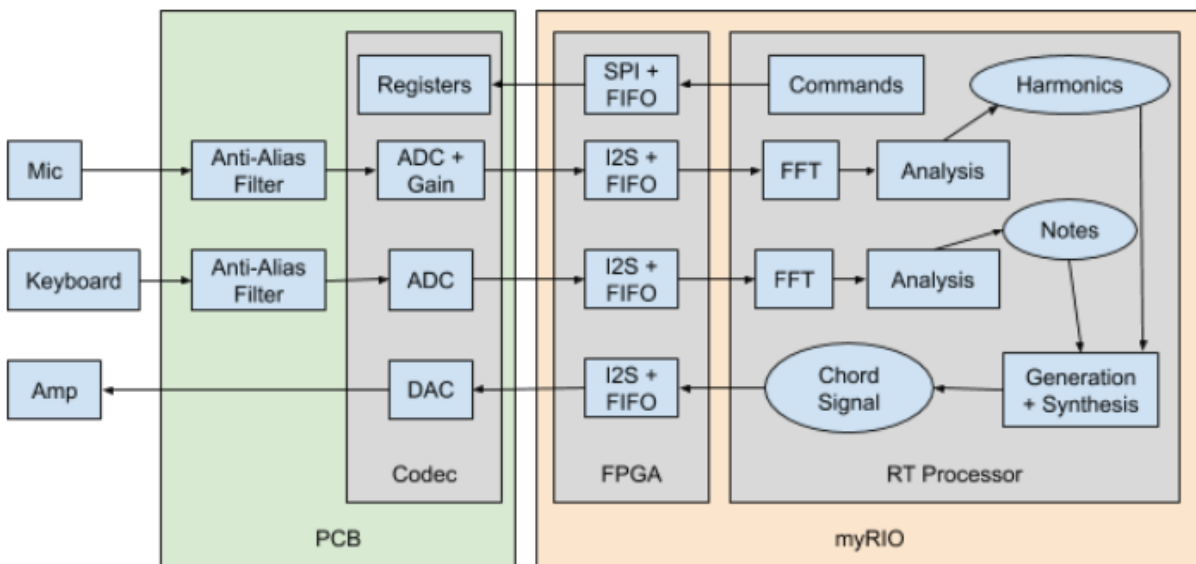 Registers
SPI +
FIFO
Commands
Harmonics
Mic
Anti-Alias
Filter
ADC +
Gain
I2S +
FIFO
FFT
Analysis
Notes
Keyboard
Anti-Alias
Filter
ADC
I2S +
FIFO
FFT
Analysis
Amp
DAC
I2S +
FIFO
Chord
Signal
Generation
+ Synthesis
Codec
FPGA
RT Processor
PCB
myRIO